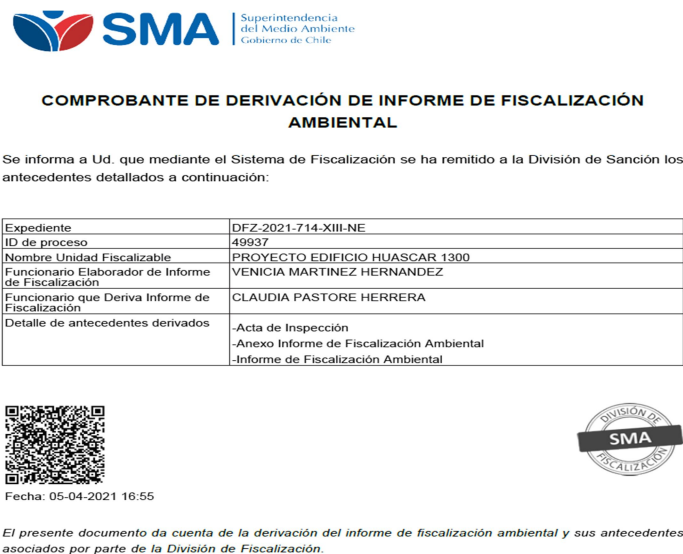 SMA
Superintendencia
del Medio Ambiente
Gobierno de Chile
COMPROBANTE DE DERIVACIÓN DE INFORME DE FISCALIZACIÓN
AMBIENTAL
Se informa a Ud. que mediante el Sistema de Fiscalización se ha remitido a la División de Sanción los
antecedentes detallados a continuación:
Expediente DFZ-2021-714-XIII-NE
ID de proceso 49937
Nombre Unidad Fiscalizable PROYECTO EDIFICIO HUASCAR 1300
Funcionario Elaborador de Informe VENICIA MARTINEZ HERNANDEZ
de Fiscalización
Funcionario que Deriva Informe de CLAUDIA PASTORE HERRERA
Fiscalización
Detalle de antecedentes derivados
-Acta de Inspección
-Anexo Informe de Fiscalización Ambiental
-Informe de Fiscalización Ambiental
DIVISIÓN DE
SMA
FISCALIZACIÓN
Fecha: 05-04-2021 16:55
El presente documento da cuenta de la derivación del informe de fiscalización ambiental y sus antecedentes
asociados por parte de la División de Fiscalización.